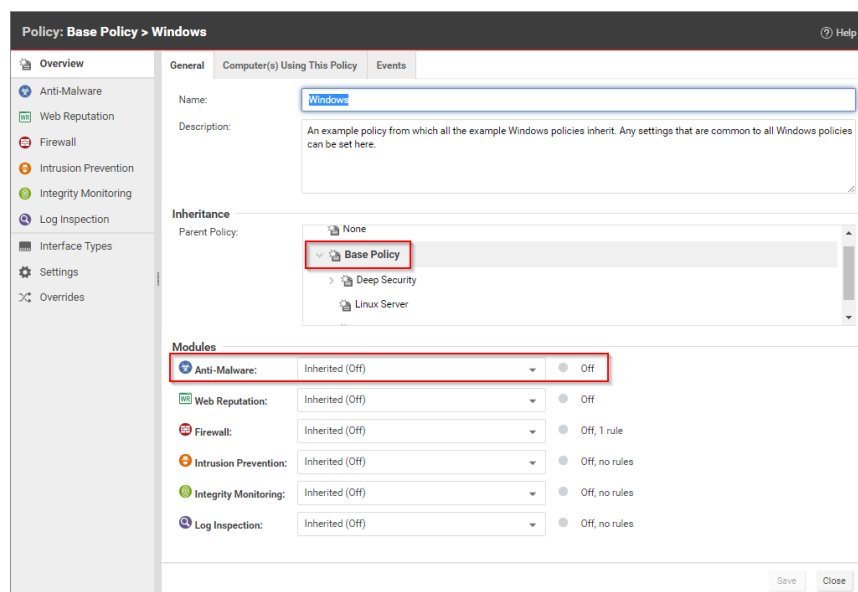 Policy: Base Policy > Windows
Help
Overview
Anti-Malware
WR Web Reputation
Firewall
Intrusion Prevention
Integrity Monitoring
Log Inspection
Interface Types
Settings
Overrides
General Computer(s) Using This Policy Events
Name: Windows
Description: An example policy from which all the example Windows policies inherit. Any settings that are common to all Windows policies
can be set here.
Inheritance
Parent Policy: None
Base Policy
Deep Security
Linux Server
Modules
Anti-Malware: Inherited (Off) Off
WR Web Reputation: Inherited (Off) Off
Firewall: Inherited (Off) Off, 1 rule
Intrusion Prevention: Inherited (Off) Off, no rules
Integrity Monitoring: Inherited (Off) Off, no rules
Log Inspection: Inherited (Off) Off, no rules
Save Close